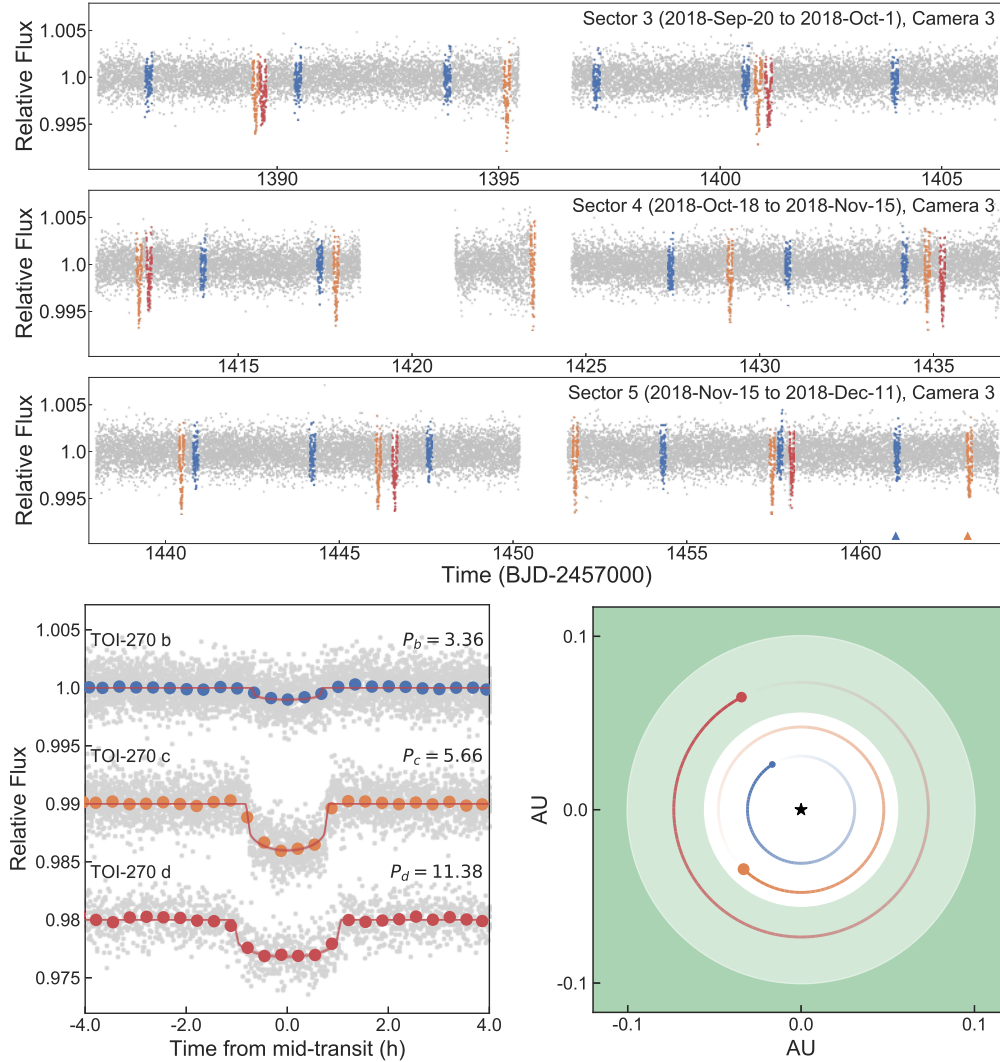 Sector 3 (2018-Sep-20 to 2018-Oct-1), Camera 3
Relative Flux
1.005
1.0
0.995
1390 1395 1400 1405
Sector 4 (2018-Oct-18 to 2018-Nov-15), Camera 3
Relative Flux
1.005
1.0
0.995
1415 1420 1425 1430 1435
Sector 5 (2018-Nov-15 to 2018-Dec-11), Camera 3
Relative Flux
1.005
1.0
0.995
1440 1445 1450 1455 1460
Time (BJD-2457000)
Relative Flux
1.005
1.0
0.995
0.99
0.985
0.98
0.975
TOI-270 b P_b = 3.36
TOI-270 c P_c = 5.66
TOI-270 d P_d = 11.38
-4.0 -2.0 0.0 2.0 4.0
Time from mid-transit (h)
AU
0.1
0.0
-0.1
-0.1 0.0 0.1
AU